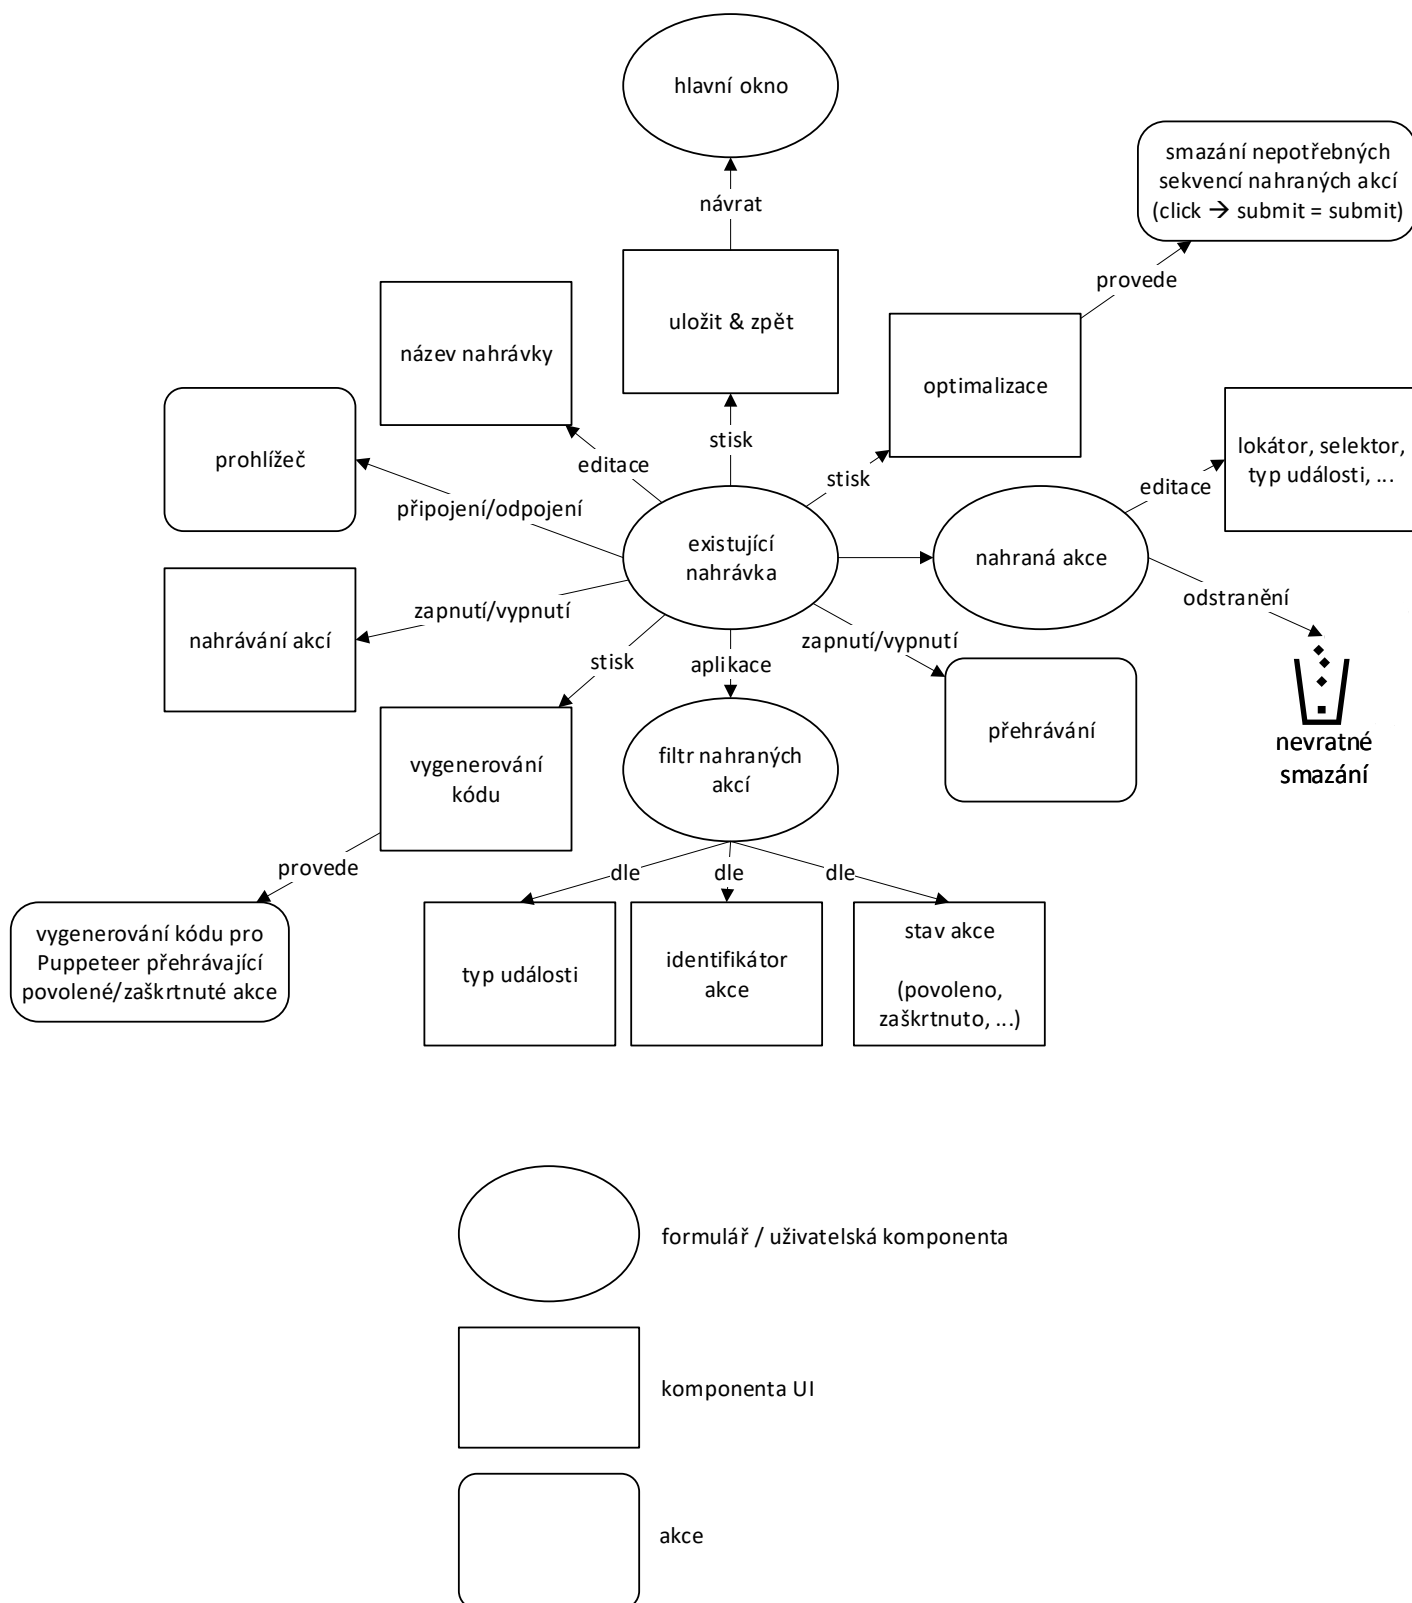 hlavní okno
smazání nepotřebných
sekvencí nahraných akcí
(click → submit = submit)
návrat
provede
uložit & zpět
název nahrávky
optimalizace
prohlížeč
stisk
lokátor, selektor,
typ události, ...
editace
stisk
editace
připojení/odpojení
existující
nahrávka
nahraná akce
odstranění
zapnutí/vypnutí
nahrávání akcí
zapnutí/vypnutí
stisk
aplikace
přehrávání
nevratné
smazání
filtr nahraných
akcí
vygenerování
kódu
provede
dle
dle
dle
vygenerování kódu pro
Puppeteer přehrávající
povolené/zaškrtnuté akce
typ události
identifikátor
akce
stav akce
(povoleno,
zaškrtnuto, ...)
formulář / uživatelská komponenta
komponenta UI
akce